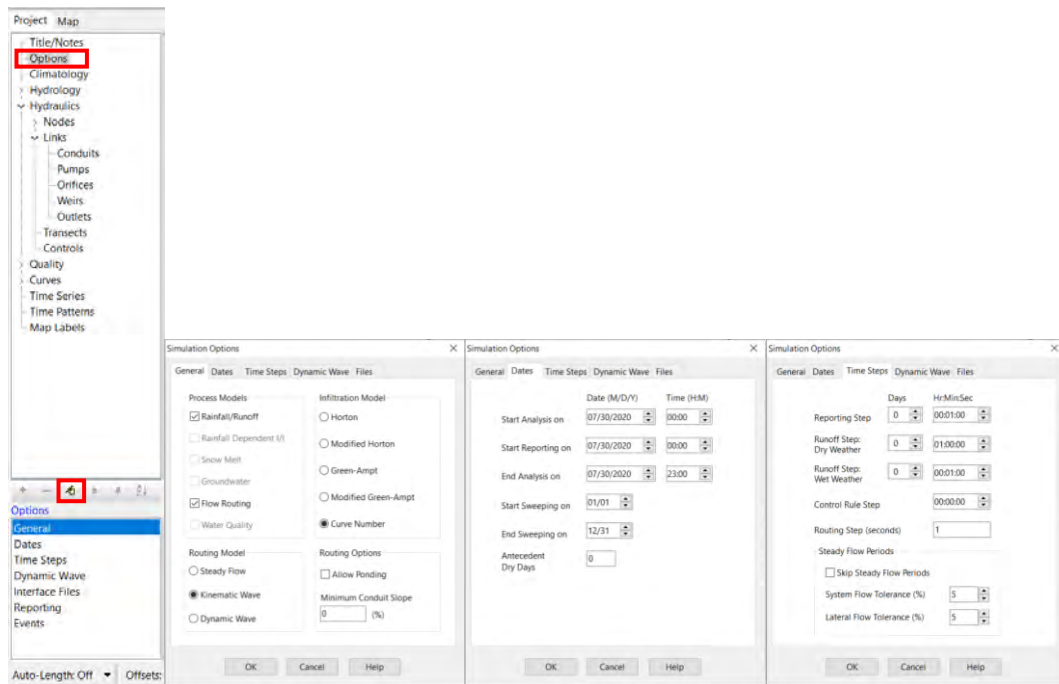 Project Map
Title/Notes
Options
Climatology
Hydrology
Hydraulics
Nodes
Links
Conduits
Pumps
Orifices
Weirs
Outlets
Transects
Controls
Quality
Curves
Time Series
Time Patterns
Map Labels
Options
General
Dates
Time Steps
Dynamic Wave
Interface Files
Reporting
Events
Auto-Length: Off Offsets:
Simulation Options
General Dates Time Steps Dynamic Wave Files
Process Models
Rainfall/Runoff
Rainfall Dependent I/I
Snow Melt
Groundwater
Flow Routing
Water Quality
Infiltration Model
Horton
Modified Horton
Green-Ampt
Modified Green-Ampt
Curve Number
Routing Model
Steady Flow
Kinematic Wave
Dynamic Wave
Routing Options
Allow Ponding
Minimum Conduit Slope
0 (%)
OK Cancel Help
Simulation Options
General Dates Time Steps Dynamic Wave Files
Date (M/D/Y) Time (H:M)
Start Analysis on 07/30/2020 00:00
Start Reporting on 07/30/2020 00:00
End Analysis on 07/30/2020 23:00
Start Sweeping on 01/01
End Sweeping on 12/31
Antecedent
Dry Days 0
OK Cancel Help
Simulation Options
General Dates Time Steps Dynamic Wave Files
Days Hr:Min:Sec
Reporting Step 0 00:01:00
Runoff Step:
Dry Weather 0 01:00:00
Runoff Step:
Wet Weather 0 00:01:00
Control Rule Step 00:00:00
Routing Step (seconds) 1
Steady Flow Periods
Skip Steady Flow Periods
System Flow Tolerance (%) 5
Lateral Flow Tolerance (%) 5
OK Cancel Help